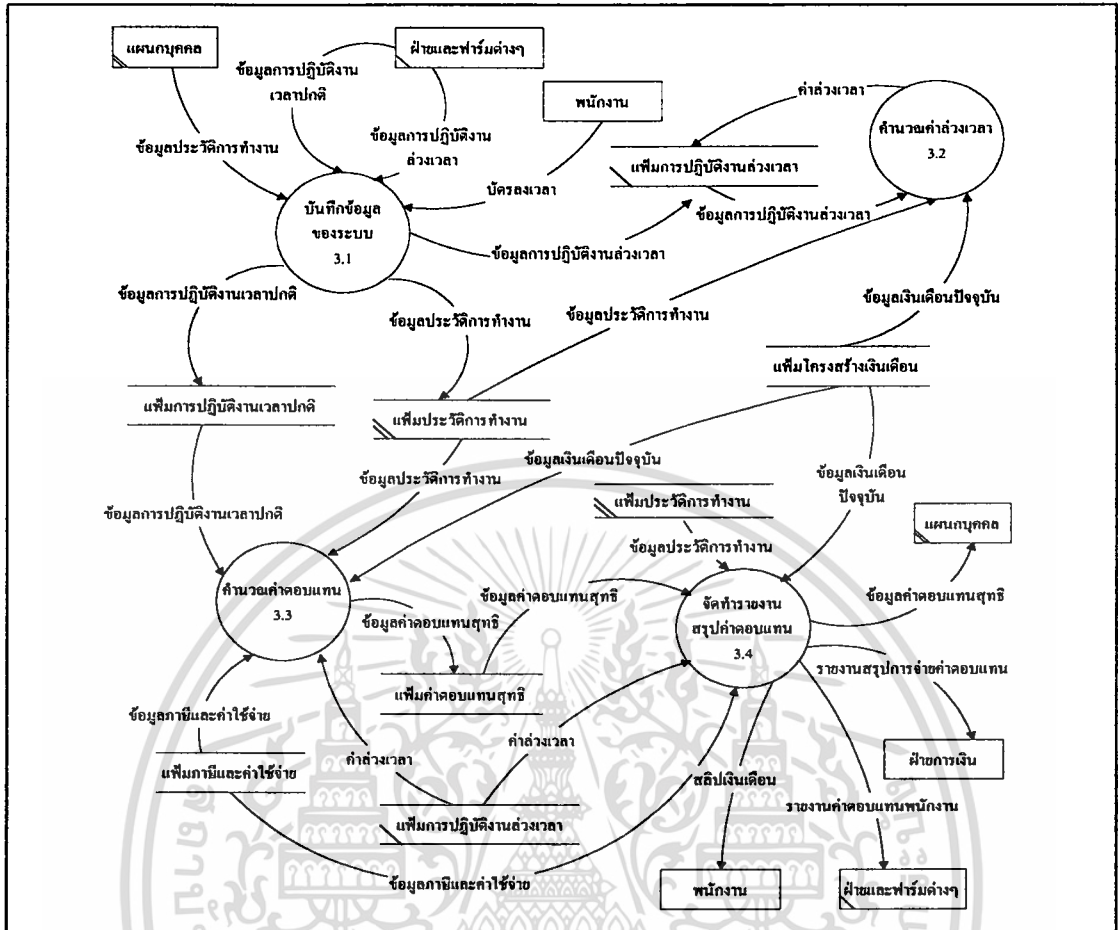 แผนกบุคคล
ฝ่ายและฟาร์มต่างๆ
ข้อมูลการปฏิบัติงาน
เวลาปกติ
พนักงาน
ค่าล่วงเวลา
คำนวณค่าล่วงเวลา
3.2
ข้อมูลประวัติการทำงาน
ข้อมูลการปฏิบัติงาน
ล่วงเวลา
แฟ้มการปฏิบัติงานล่วงเวลา
บัตรลงเวลา
บันทึกข้อมูล
ของระบบ
3.1
ข้อมูลการปฏิบัติงานล่วงเวลา
ข้อมูลการปฏิบัติงานล่วงเวลา
ข้อมูลการปฏิบัติงานเวลาปกติ
ข้อมูลประวัติการทำงาน
ข้อมูลประวัติการทำงาน
ข้อมูลเงินเดือนปัจจุบัน
แฟ้มโครงสร้างเงินเดือน
แฟ้มการปฏิบัติงานเวลาปกติ
แฟ้มประวัติการทำงาน
ข้อมูลเงินเดือนปัจจุบัน
ข้อมูลประวัติการทำงาน
ข้อมูลเงินเดือน
ปัจจุบัน
แฟ้มประวัติการทำงาน
ข้อมูลการปฏิบัติงานเวลาปกติ
แผนกบุคคล
ข้อมูลประวัติการทำงาน
คำนวณค่าตอบแทน
3.3
ข้อมูลค่าตอบแทนสุทธิ
ข้อมูลค่าตอบแทนสุทธิ
จัดทำรายงาน
สรุปค่าตอบแทน
3.4
ข้อมูลค่าตอบแทนสุทธิ
รายงานสรุปการจ่ายค่าตอบแทน
แฟ้มค่าตอบแทนสุทธิ
ข้อมูลภาษีและค่าใช้จ่าย
ค่าล่วงเวลา
ค่าล่วงเวลา
ฝ่ายการเงิน
แฟ้มภาษีและค่าใช้จ่าย
สลิปเงินเดือน
รายงานค่าตอบแทนพนักงาน
แฟ้มการปฏิบัติงานล่วงเวลา
ข้อมูลภาษีและค่าใช้จ่าย
พนักงาน
ฝ่ายและฟาร์มต่างๆ